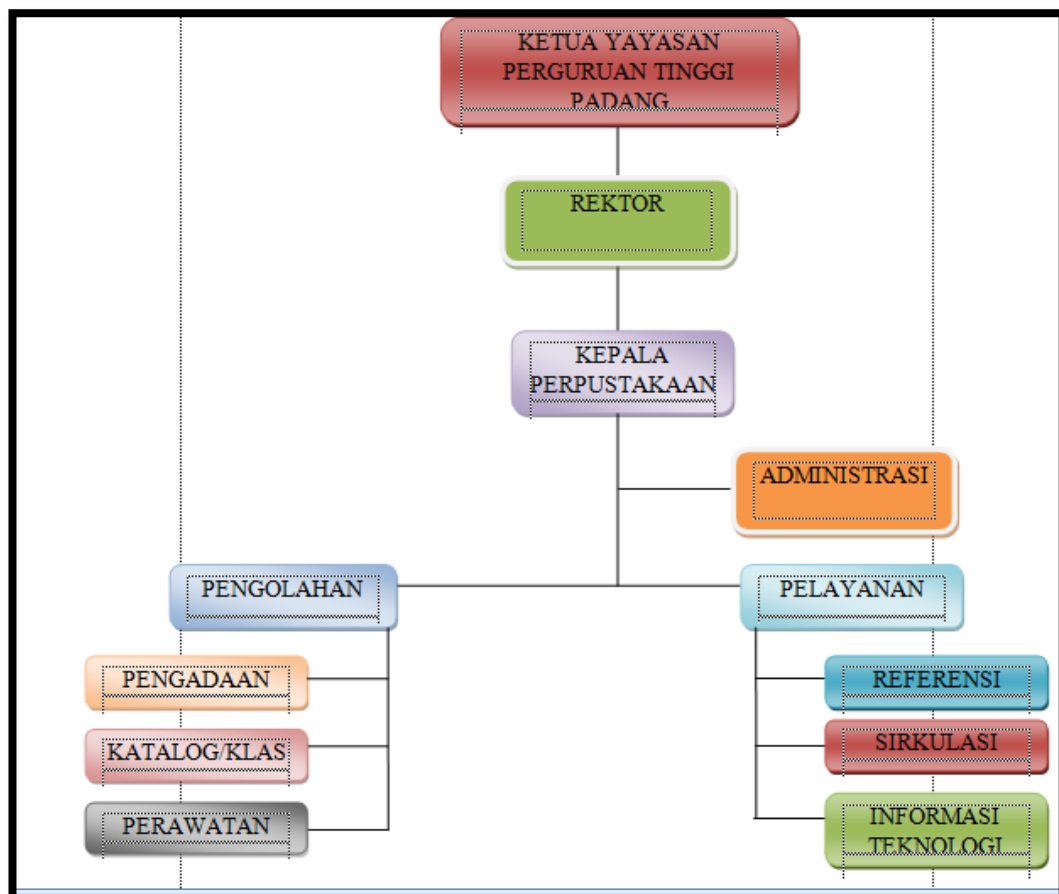 KETUA YAYASAN
PERGURUAN TINGGI
PADANG
REKTOR
KEPALA
PERPUSTAKAAN
ADMINISTRASI
PENGOLAHAN
PELAYANAN
PENGADAAN
KATALOG/KLAS
PERAWATAN
REFERENSI
SIRKULASI
INFORMASI
TEKNOLOGI